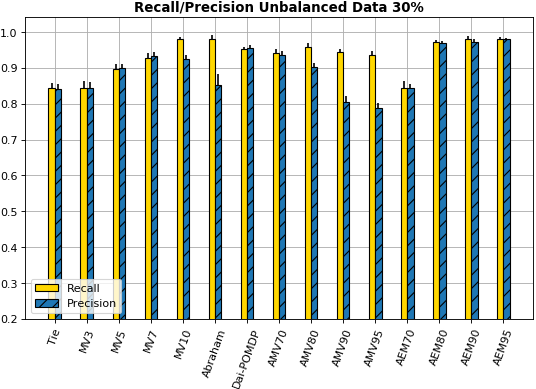 Recall/Precision Unbalanced Data 30%
1.0
0.9
0.8
0.7
0.6
0.5
0.4
0.3
0.2
Recall
Precision
Tie
MV3
MV5
MV7
MV10
Abraham
Dai-POMDP
AMV70
AMV80
AMV90
AMV95
AEM70
AEM80
AEM90
AEM95